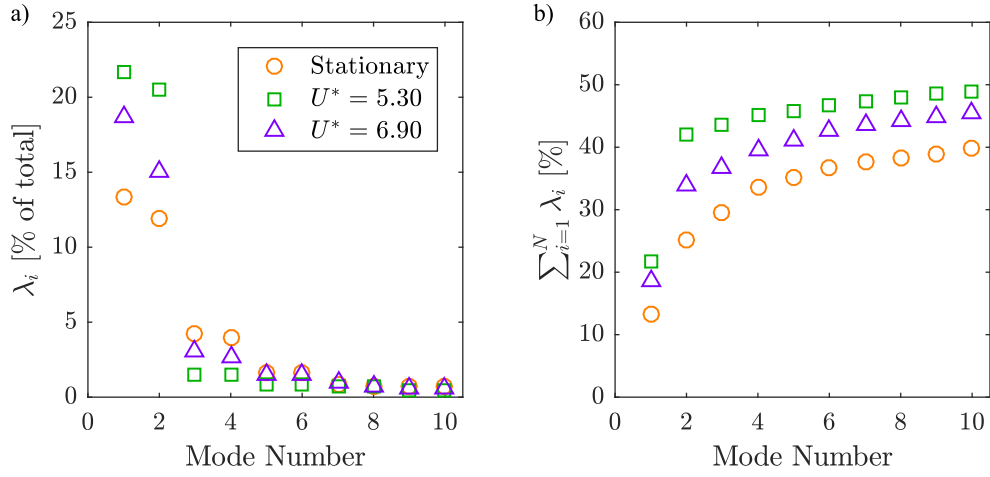 a)
25
20
15
10
5
0
λ_i [% of total]
Stationary
U* = 5.30
U* = 6.90
0 2 4 6 8 10
Mode Number
b)
60
50
40
30
20
10
0
∑_{i=1}^{N} λ_i [%]
0 2 4 6 8 10
Mode Number